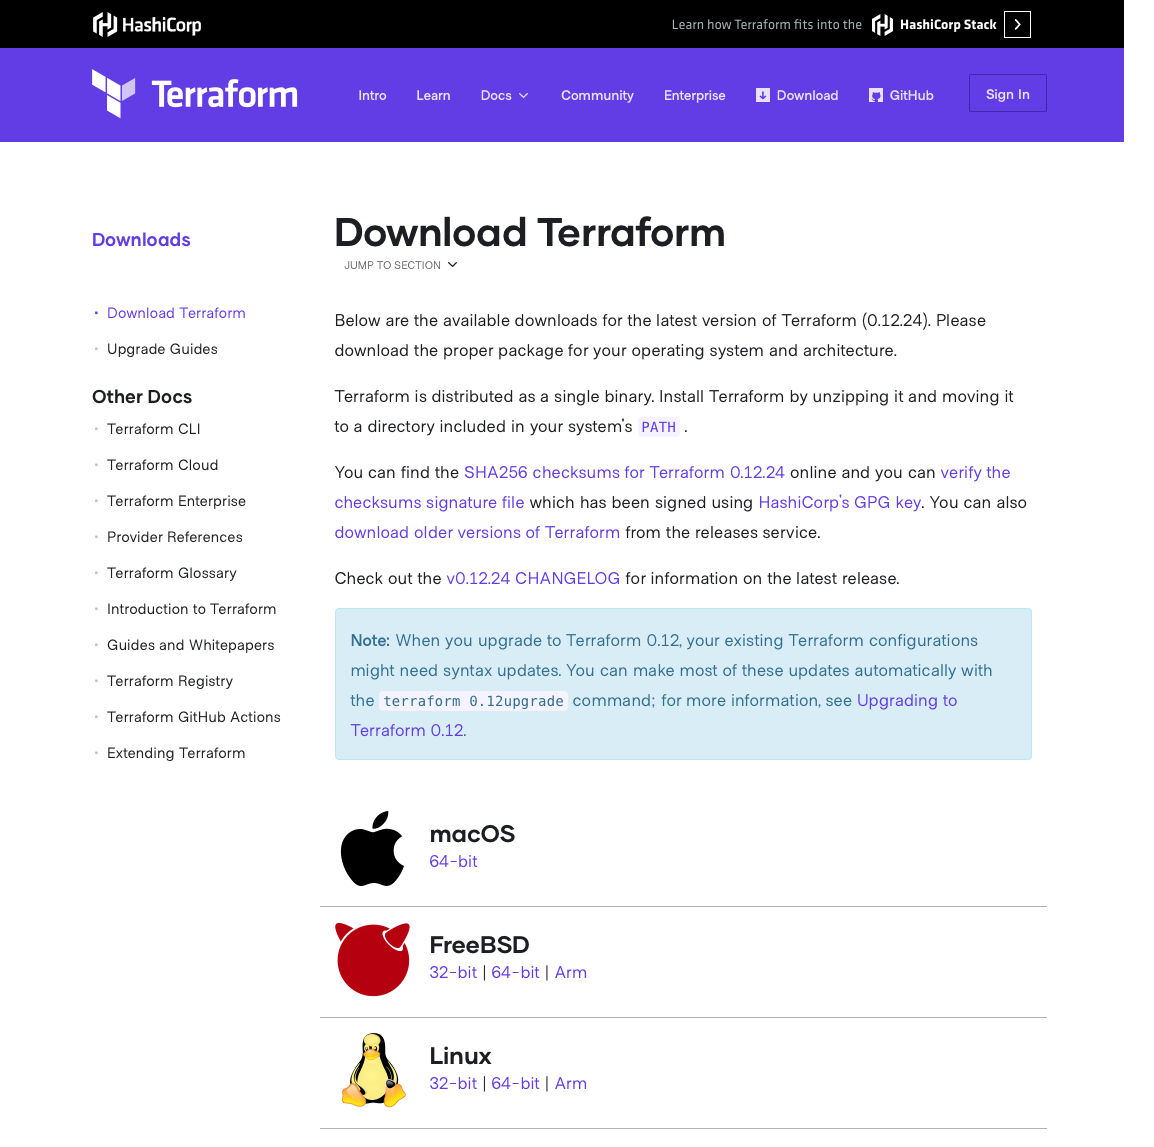 HashiCorp
Learn how Terraform fits into the HashiCorp Stack
Terraform
Intro Learn Docs Community Enterprise Download GitHub Sign In
Downloads
Download Terraform
Upgrade Guides
Other Docs
Terraform CLI
Terraform Cloud
Terraform Enterprise
Provider References
Terraform Glossary
Introduction to Terraform
Guides and Whitepapers
Terraform Registry
Terraform GitHub Actions
Extending Terraform
Download Terraform
JUMP TO SECTION
Below are the available downloads for the latest version of Terraform (0.12.24). Please
download the proper package for your operating system and architecture.
Terraform is distributed as a single binary. Install Terraform by unzipping it and moving it
to a directory included in your system's PATH .
You can find the SHA256 checksums for Terraform 0.12.24 online and you can verify the
checksums signature file which has been signed using HashiCorp's GPG key. You can also
download older versions of Terraform from the releases service.
Check out the v0.12.24 CHANGELOG for information on the latest release.
Note: When you upgrade to Terraform 0.12, your existing Terraform configurations
might need syntax updates. You can make most of these updates automatically with
the terraform 0.12upgrade command; for more information, see Upgrading to
Terraform 0.12.
macOS
64-bit
FreeBSD
32-bit | 64-bit | Arm
Linux
32-bit | 64-bit | Arm